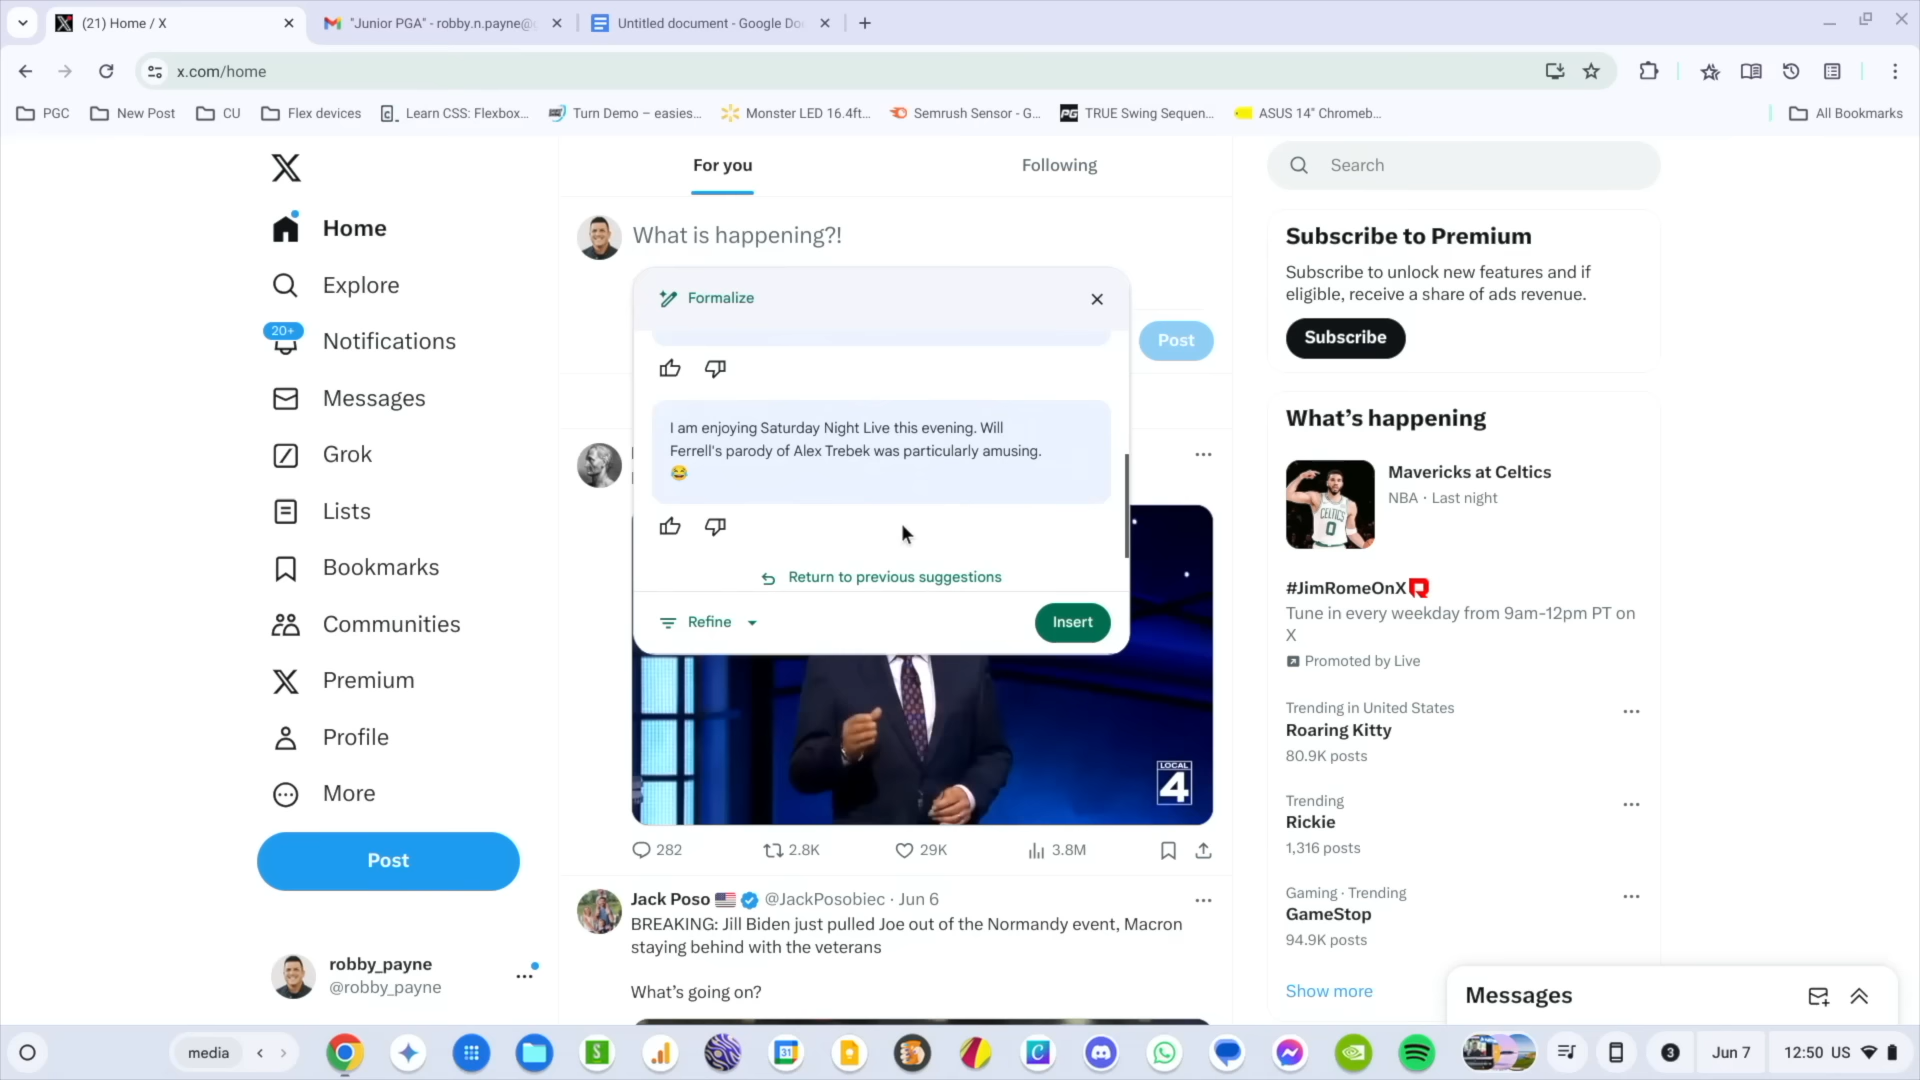 (21) Home / X
"Junior PGA" - robby.n.payne@
Untitled document - Google Do
x.com/home
PGC
New Post
CU
Flex devices
Learn CSS: Flexbox...
Turn Demo – easies...
Monster LED 16.4ft...
Semrush Sensor - G...
TRUE Swing Sequen...
ASUS 14" Chromeb...
All Bookmarks
Home
Explore
20+
Notifications
Messages
Grok
Lists
Bookmarks
Communities
Premium
Profile
More
Post
robby_payne
@robby_payne
For you
Following
What is happening?!
Formalize
Post
I am enjoying Saturday Night Live this evening. Will
Ferrell's parody of Alex Trebek was particularly amusing.
😂
Return to previous suggestions
Refine
Insert
LOCAL
4
282
2.8K
29K
3.8M
Jack Poso 🇺🇸 @JackPosobiec · Jun 6
BREAKING: Jill Biden just pulled Joe out of the Normandy event, Macron
staying behind with the veterans
What's going on?
Search
Subscribe to Premium
Subscribe to unlock new features and if
eligible, receive a share of ads revenue.
Subscribe
What's happening
Mavericks at Celtics
NBA · Last night
CELTICS
0
#JimRomeOnX
Tune in every weekday from 9am-12pm PT on
X
Promoted by Live
Trending in United States
Roaring Kitty
80.9K posts
Trending
Rickie
1,316 posts
Gaming · Trending
GameStop
94.9K posts
Show more
Messages
media
31
3
Jun 7
12:50 US